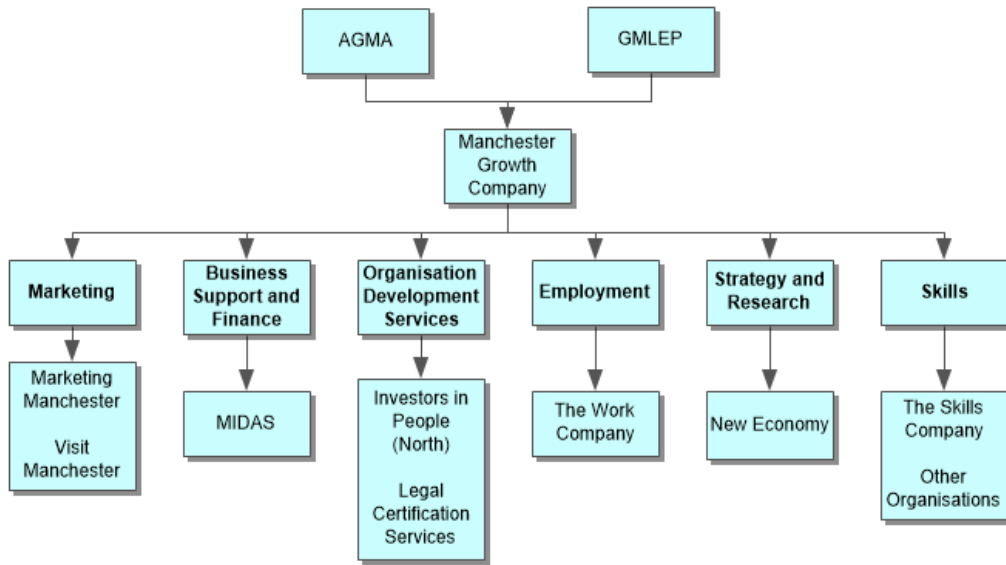 AGMA
GMLEP
Manchester
Growth
Company
Marketing
Business
Support and
Finance
Organisation
Development
Services
Employment
Strategy and
Research
Skills
Marketing
Manchester
Visit
Manchester
MIDAS
Investors in
People
(North)
Legal
Certification
Services
The Work
Company
New Economy
The Skills
Company
Other
Organisations